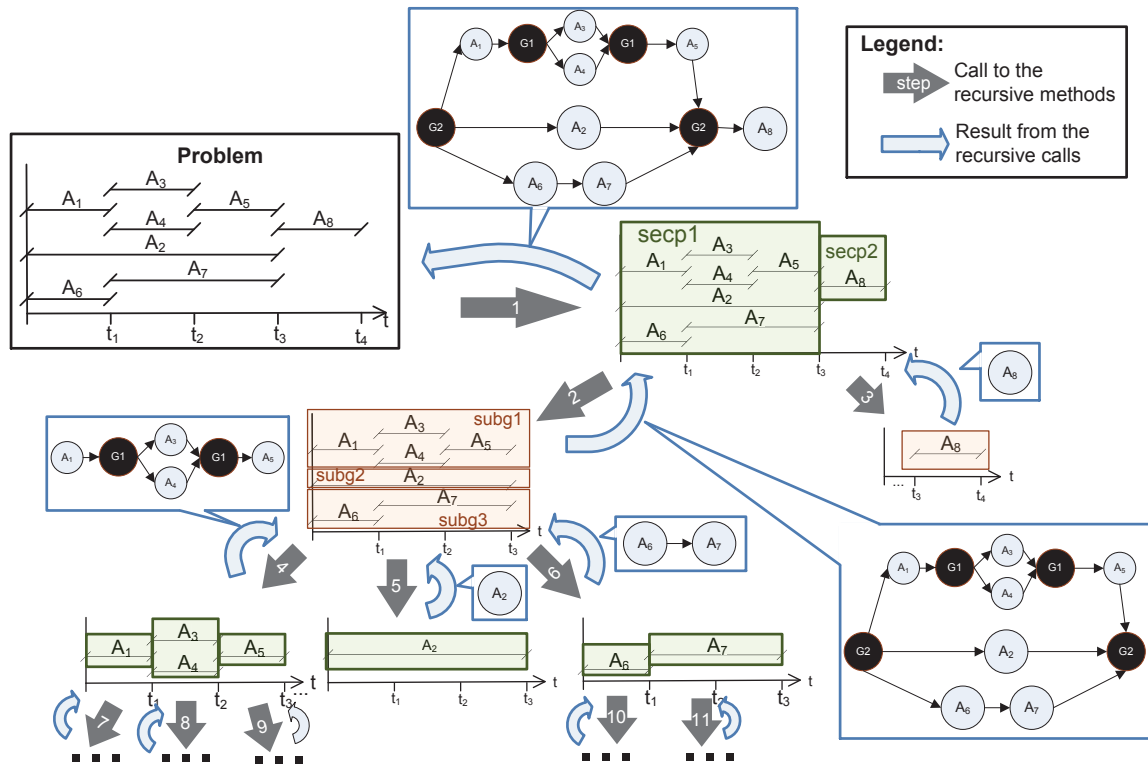 A1
G1
A3
A4
G1
A5
G2
A2
G2
A8
A6
A7
Legend:
step
Call to the
recursive methods
Result from the
recursive calls
Problem
A3
A1
A5
A4
A8
A2
A7
A6
t1
t2
t3
t4
t
1
secp1
secp2
A3
A1
A5
A4
A8
A2
A7
A6
t1
t2
t3
t4
t
2
3
A8
A8
...
t3
t4
t
subg1
A3
A1
A5
A4
subg2
A2
A7
A6
subg3
t1
t2
t3
t
A1
G1
A3
A4
G1
A5
4
5
6
A2
A6
A7
A1
A3
A4
A5
t1
t2
t3
...
t
A2
t1
t2
t3
t
A6
A7
t1
t2
t3
t
7
8
9
10
11
A1
G1
A3
A4
G1
A5
G2
A2
G2
A6
A7